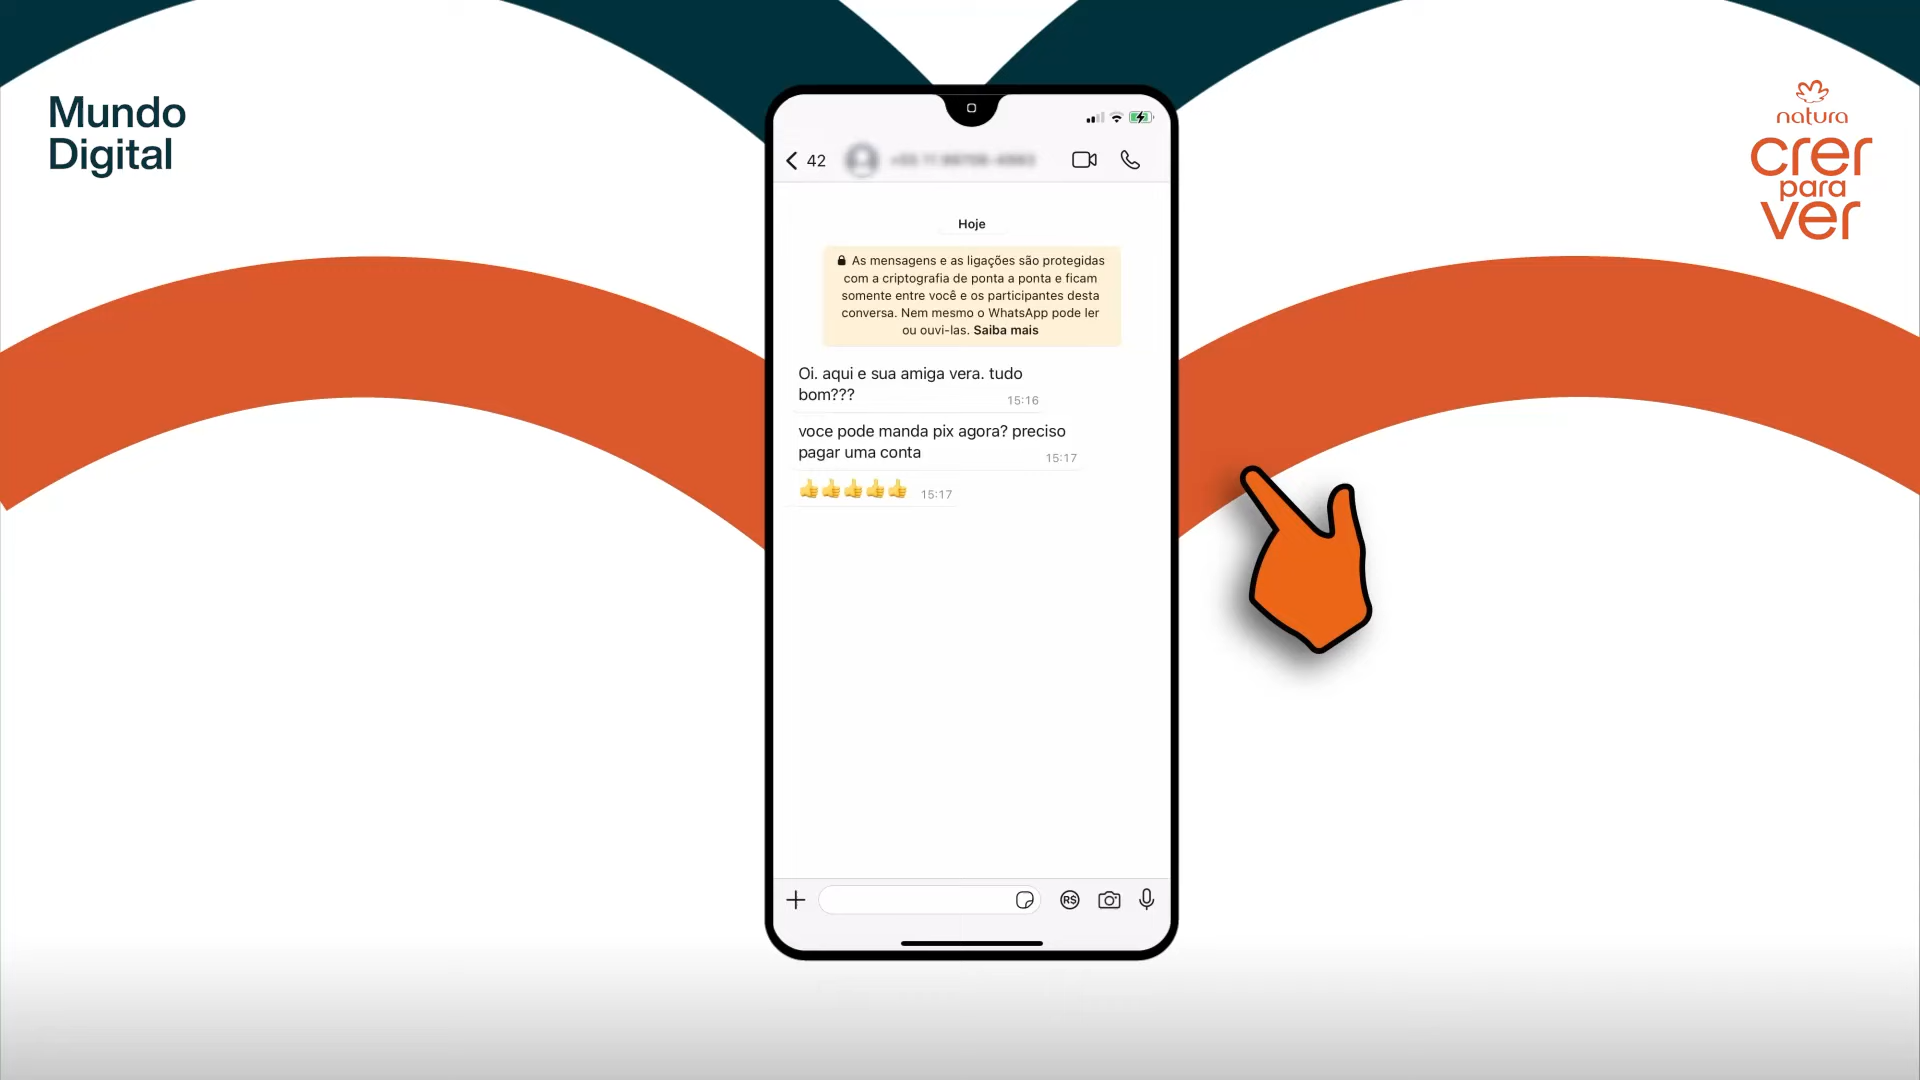 Mundo
Digital
natura
crer
para
ver
42
Hoje
As mensagens e as ligações são protegidas
com a criptografia de ponta a ponta e ficam
somente entre você e os participantes desta
conversa. Nem mesmo o WhatsApp pode ler
ou ouvi-las. Saiba mais
Oi. aqui e sua amiga vera. tudo
bom???
15:16
voce pode manda pix agora? preciso
pagar uma conta
15:17
👍👍👍👍👍 15:17
R$